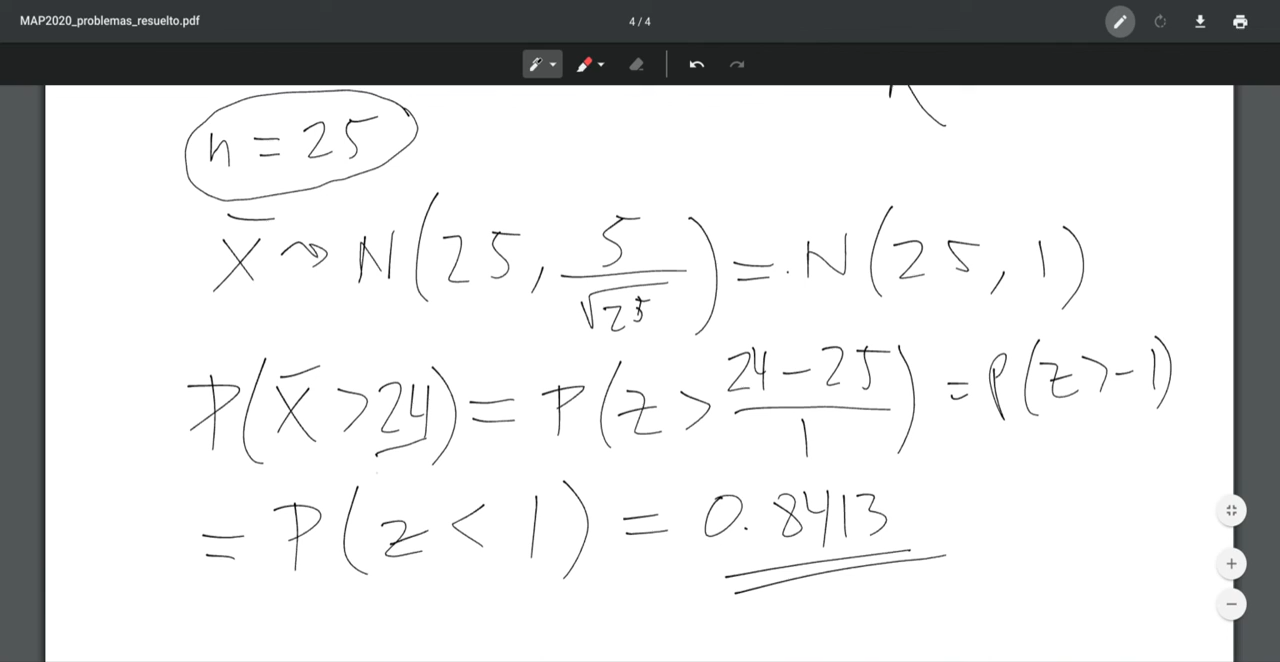 MAP2020_problemas_resuelto.pdf
4 / 4
n = 25
X̄ ⇝ N(25, 5/√25) = N(25, 1)
P(x̄ > 24) = P(z > (24 − 25)/1) = P(z > −1)
= P(z < 1) = 0.8413